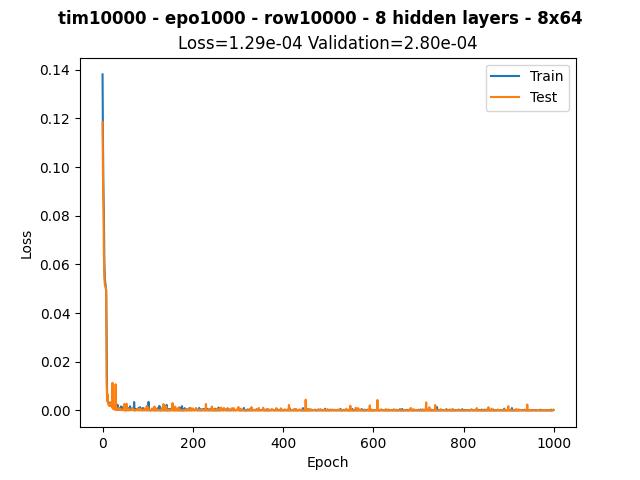 tim10000 - epo1000 - row10000 - 8 hidden layers - 8x64
Loss=1.29e-04 Validation=2.80e-04
Train
Test
0.14
0.12
0.10
0.08
0.06
0.04
0.02
0.00
Loss
0
200
400
600
800
1000
Epoch